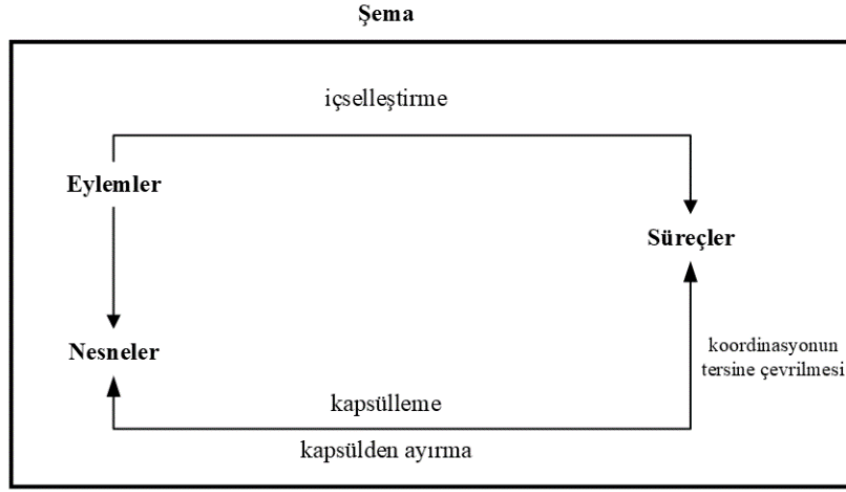 Şema
içselleştirme
Eylemler
Süreçler
Nesneler
koordinasyonun
tersine çevrilmesi
kapsülleme
kapsülden ayırma